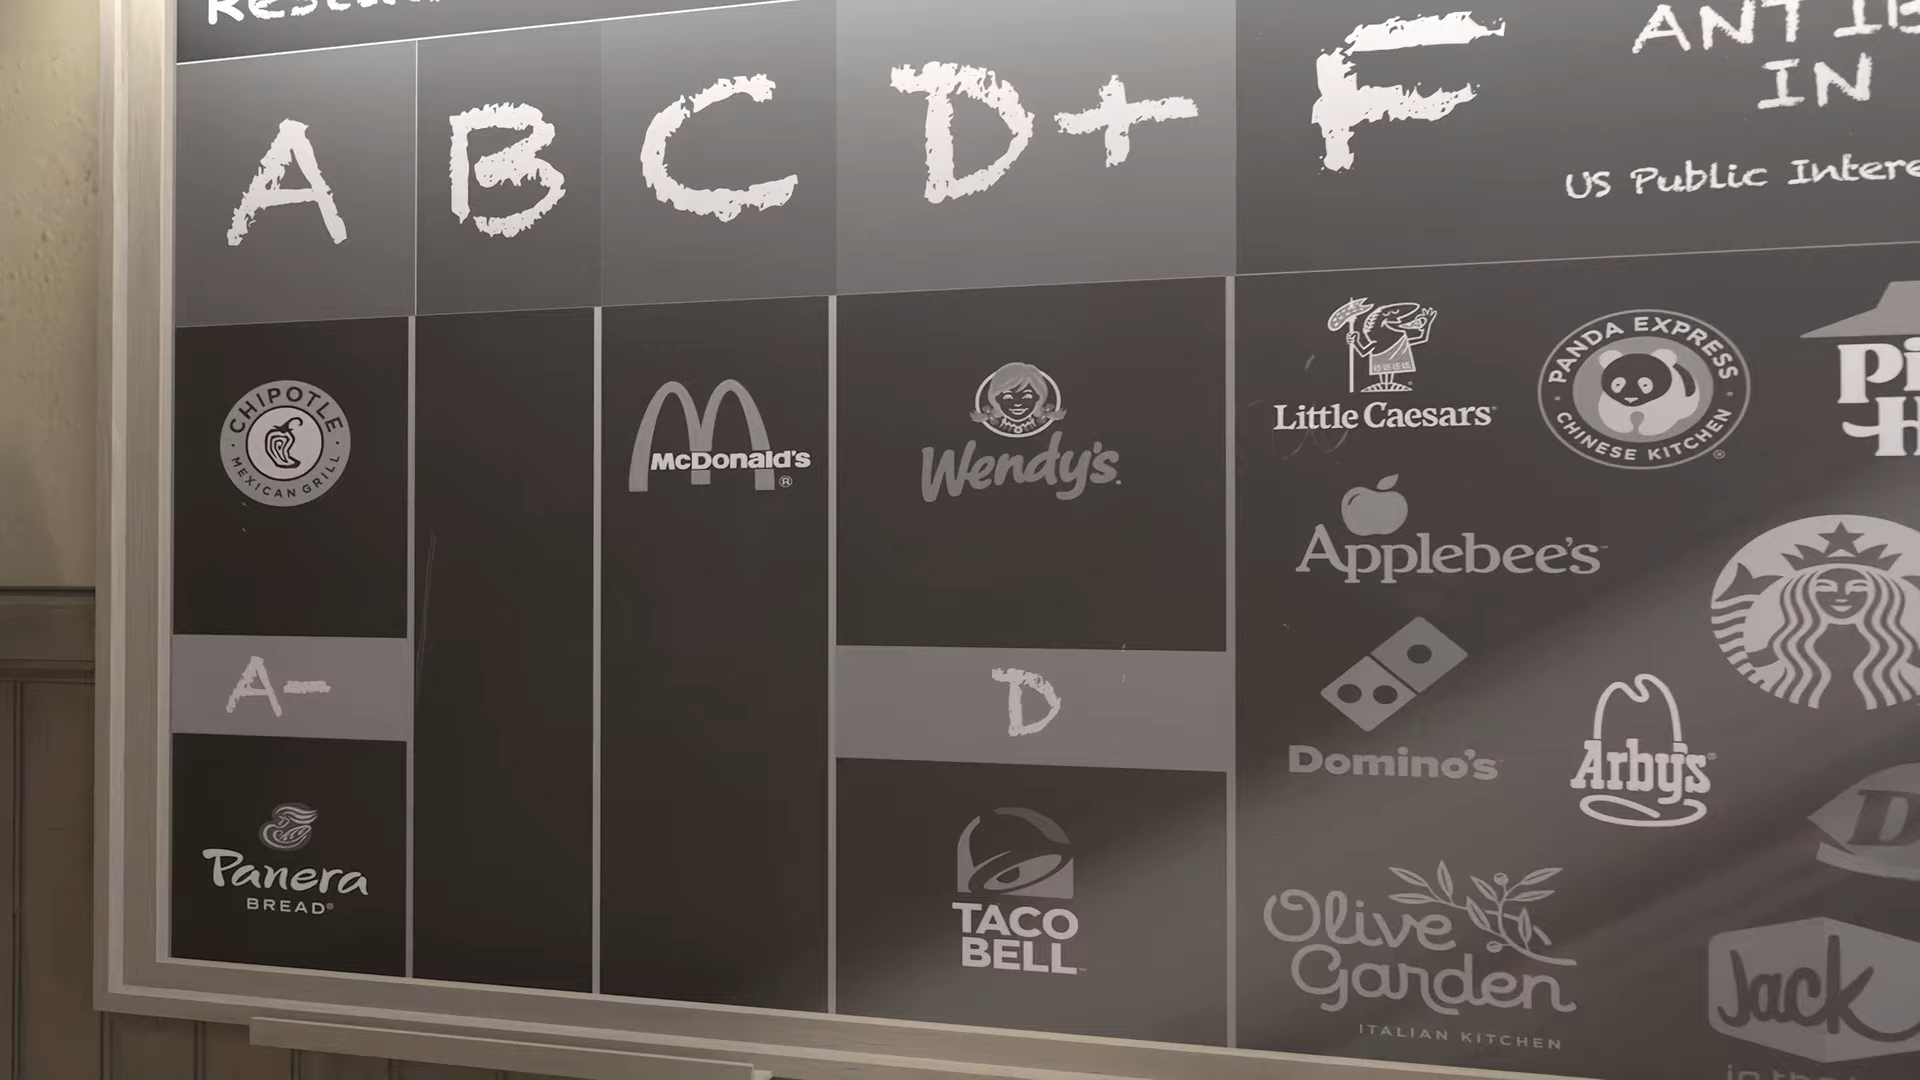 A
B
C
D+
F
IN
US Public
CHIPOTLE
MEXICAN GRILL
McDonald's®
Wendy's.
Little Caesars
PANDA EXPRESS
CHINESE KITCHEN®
Applebee's
A-
D
Domino's
Arby's
Panera
BREAD®
TACO
BELL
Olive
Garden
ITALIAN KITCHEN
Jack